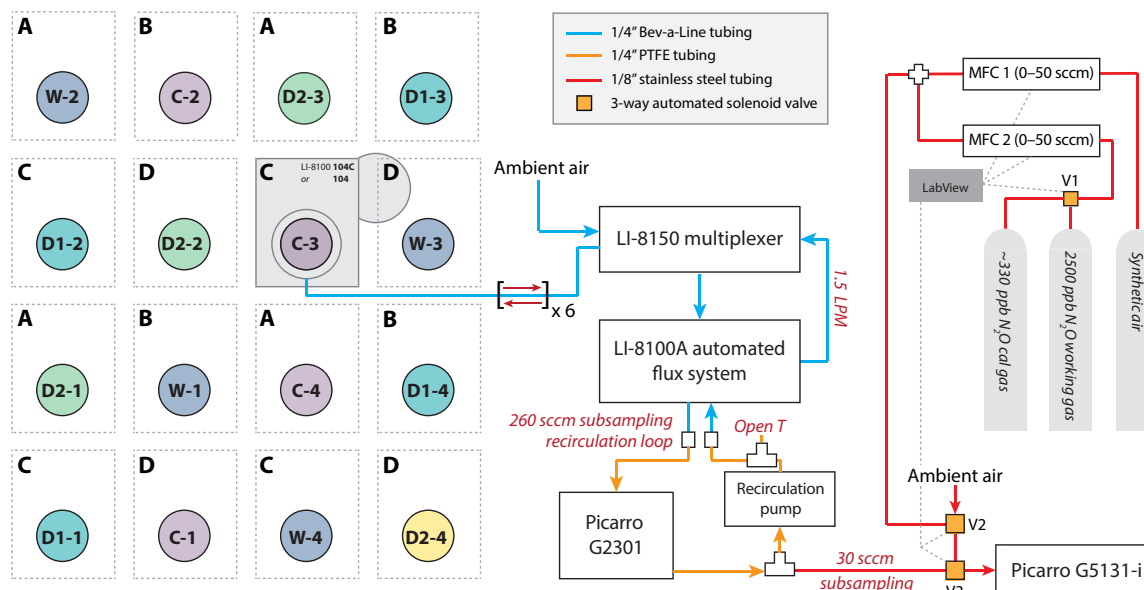 A
B
A
B
W-2
C-2
D2-3
D1-3
C
D
C
LI-8100 104C
or 104
D
D1-2
D2-2
C-3
W-3
A
B
A
B
D2-1
W-1
C-4
D1-4
C
D
C
D
D1-1
C-1
W-4
D2-4
1/4” Bev-a-Line tubing
1/4” PTFE tubing
1/8” stainless steel tubing
3-way automated solenoid valve
Ambient air
LI-8150 multiplexer
x 6
1.5 LPM
LI-8100A automated
flux system
260 sccm subsampling
recirculation loop
Open T
Recirculation
pump
Picarro
G2301
30 sccm
subsampling
MFC 1 (0–50 sccm)
MFC 2 (0–50 sccm)
LabView
V1
~330 ppb N₂O cal gas
2500 ppb N₂O working gas
Synthetic air
Ambient air
V2
Picarro G5131-i